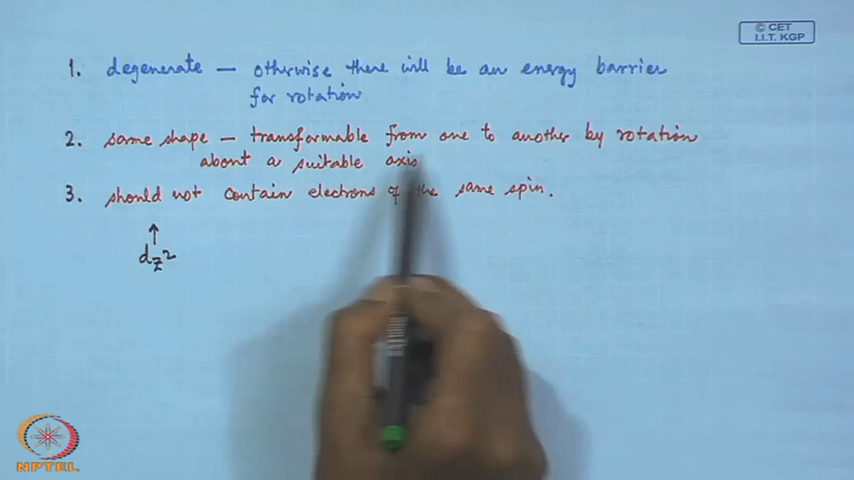 © CET
I.I.T. KGP
1. degenerate — otherwise there will be an energy barrier
for rotation
2. same shape — transformable from one to another by rotation
about a suitable axis
3. should not contain electrons of the same spin.
↑
dz²
NPTEL